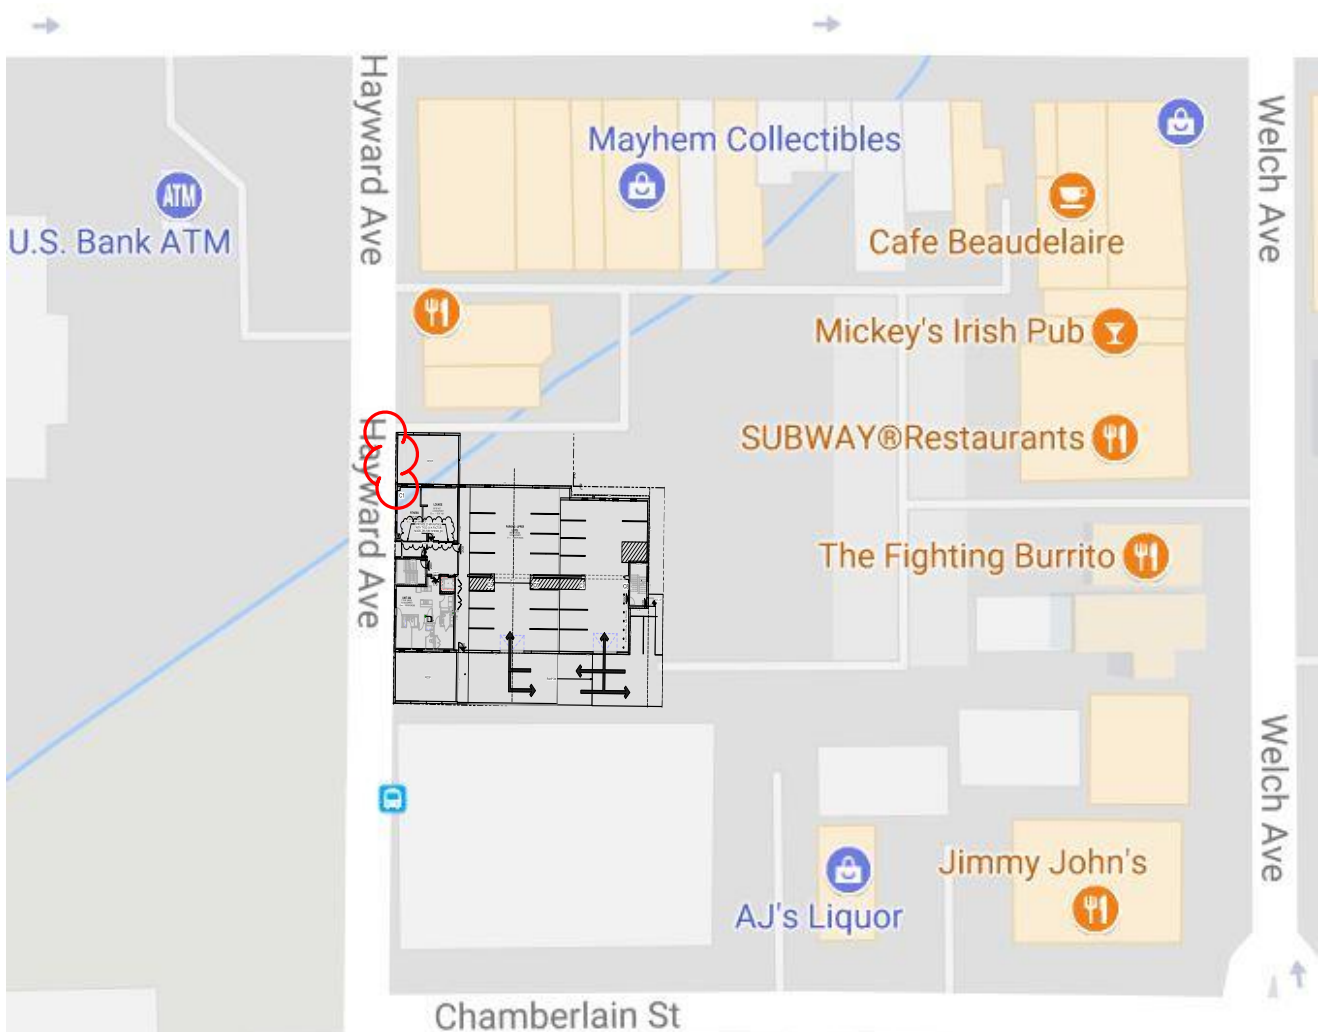 Hayward Ave
Mayhem Collectibles
ATM
U.S. Bank ATM
Cafe Beaudelaire
Welch Ave
Mickey's Irish Pub
SUBWAY®Restaurants
Hayward Ave
The Fighting Burrito
Welch Ave
Jimmy John's
AJ's Liquor
Chamberlain St